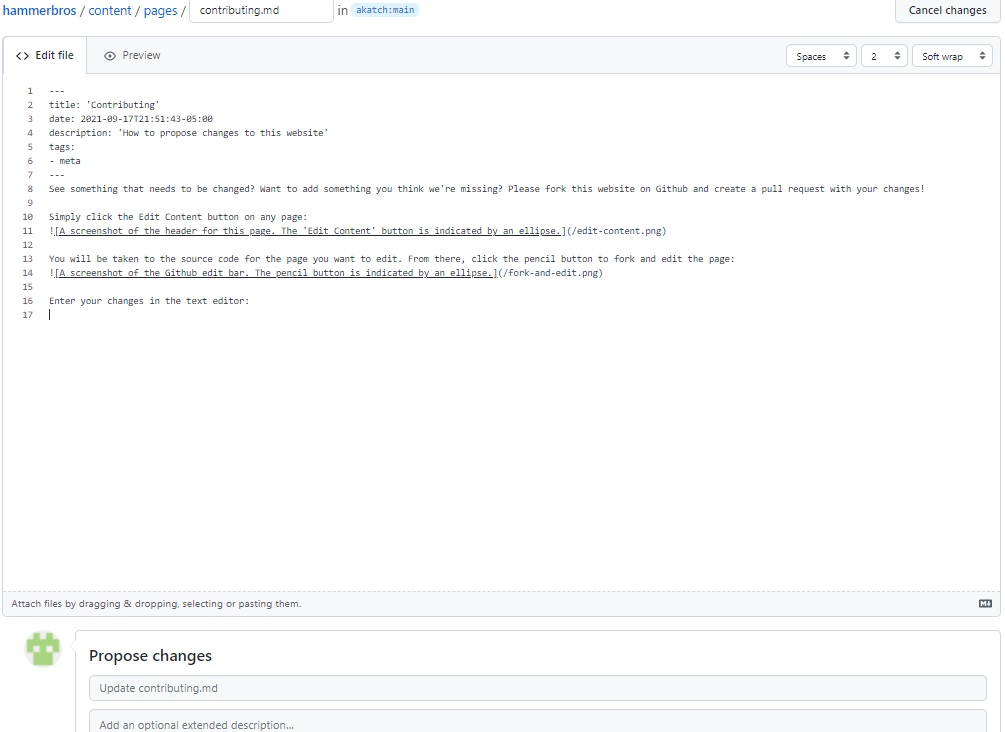 hammerbros / content / pages / contributing.md in akatch:main Cancel changes
<> Edit file Preview Spaces 2 Soft wrap
1 ---
2 title: 'Contributing'
3 date: 2021-09-17T21:51:43-05:00
4 description: 'How to propose changes to this website'
5 tags:
6 - meta
7 ---
8 See something that needs to be changed? Want to add something you think we're missing? Please fork this website on Github and create a pull request with your changes!
9
10 Simply click the Edit Content button on any page:
11 ![A screenshot of the header for this page. The 'Edit Content' button is indicated by an ellipse.](/edit-content.png)
12
13 You will be taken to the source code for the page you want to edit. From there, click the pencil button to fork and edit the page:
14 ![A screenshot of the Github edit bar. The pencil button is indicated by an ellipse.](/fork-and-edit.png)
15
16 Enter your changes in the text editor:
17
Attach files by dragging & dropping, selecting or pasting them.
Propose changes
Update contributing.md
Add an optional extended description...